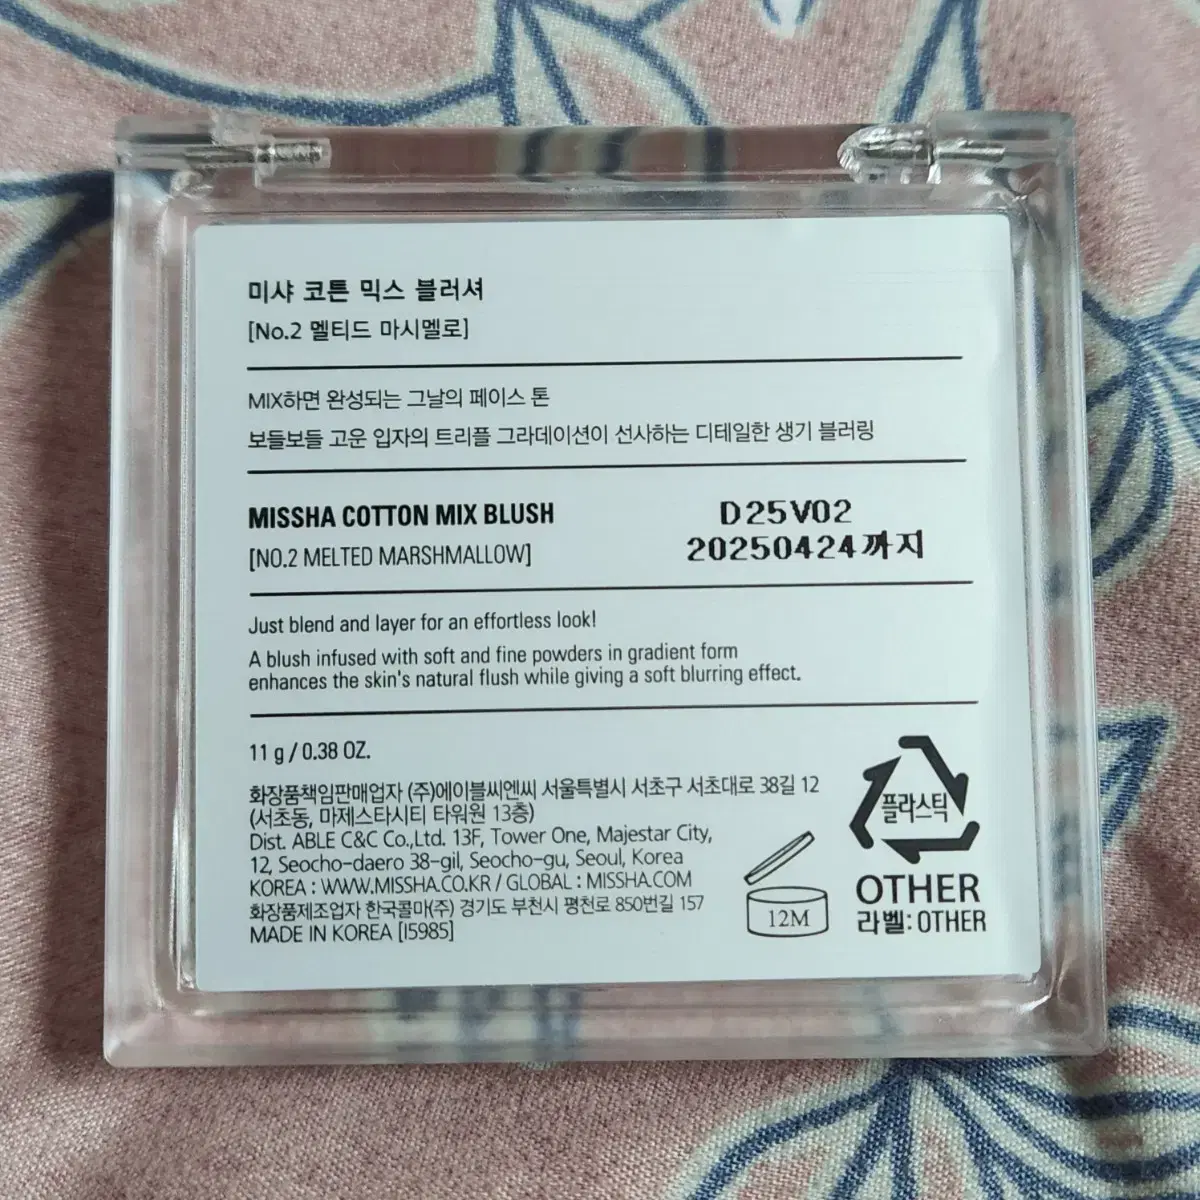 미샤 코튼 믹스 블러셔
[No.2 멜티드 마시멜로]
MIX하면 완성되는 그날의 페이스 톤
보들보들 고운 입자의 트리플 그라데이션이 선사하는 디테일한 생기 블러링
MISSHA COTTON MIX BLUSH
[NO.2 MELTED MARSHMALLOW]
D25V02
20250424까지
Just blend and layer for an effortless look!
A blush infused with soft and fine powders in gradient form
enhances the skin's natural flush while giving a soft blurring effect.
11 g / 0.38 OZ.
화장품책임판매업자 (주)에이블씨엔씨 서울특별시 서초구 서초대로 38길 12
(서초동, 마제스타시티 타워원 13층)
Dist. ABLE C&C Co.,Ltd. 13F, Tower One, Majestar City,
12, Seocho-daero 38-gil, Seocho-gu, Seoul, Korea
KOREA : WWW.MISSHA.CO.KR / GLOBAL : MISSHA.COM
화장품제조업자 한국콜마(주) 경기도 부천시 평천로 850번길 157
MADE IN KOREA [I5985]
12M
플라스틱
OTHER
라벨: OTHER